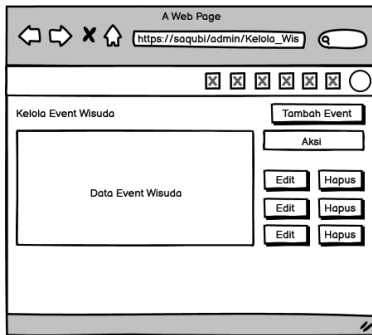 A Web Page
https://saqubi/admin/Kelola_Wis
Kelola Event Wisuda
Tambah Event
Aksi
Data Event Wisuda
Edit Hapus
Edit Hapus
Edit Hapus